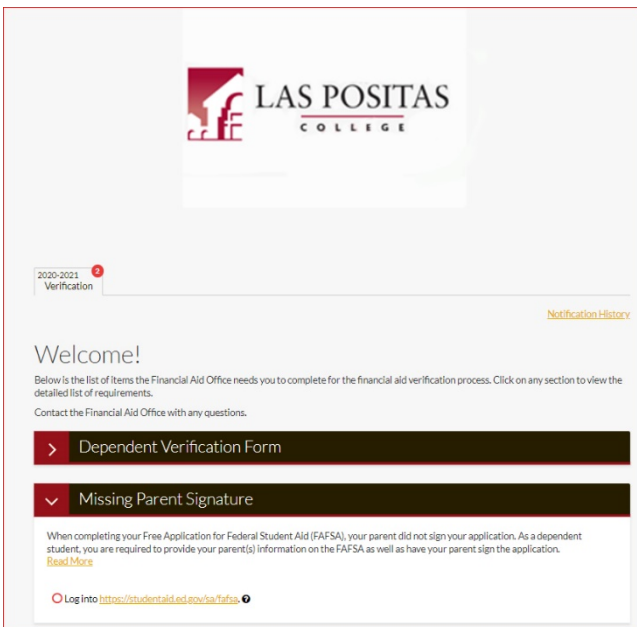 LAS POSITAS
COLLEGE
2020-2021 2
Verification
Notification History
Welcome!
Below is the list of items the Financial Aid Office needs you to complete for the financial aid verification process. Click on any section to view the
detailed list of requirements.
Contact the Financial Aid Office with any questions.
Dependent Verification Form
Missing Parent Signature
When completing your Free Application for Federal Student Aid (FAFSA), your parent did not sign your application. As a dependent
student, you are required to provide your parent(s) information on the FAFSA as well as have your parent sign the application.
Read More
Log into https://studentaid.ed.gov/sa/fafsa. ?